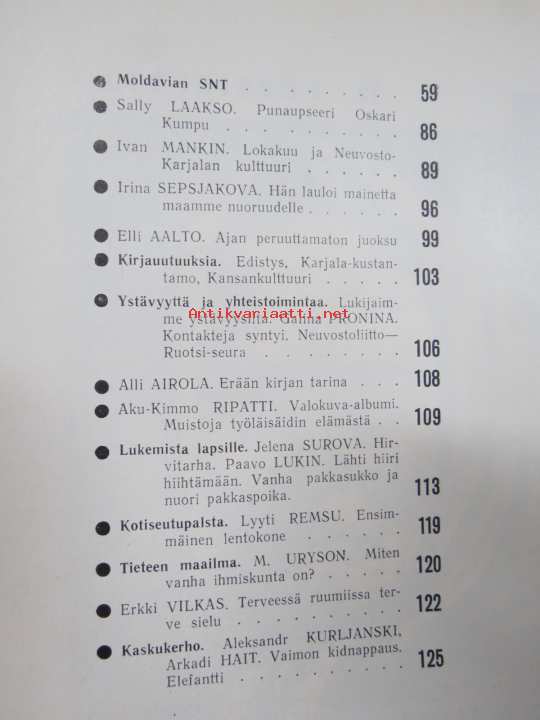 Moldavian SNT . . . . . . . . . 59
Sally LAAKSO. Punaupseeri Oskari
Kumpu . . . . . . . . . . 86
Ivan MANKIN. Lokakuu ja Neuvosto-
Karjalan kulttuuri . . . . . . 89
Irina SEPSJAKOVA. Hän lauloi mainetta
maamme nuoruudelle . . . . . . 96
Elli AALTO. Ajan peruuttamaton juoksu 99
Kirjauutuuksia. Edistys, Karjala-kustan-
tamo, Kansankulttuuri . . . . . 103
Ystävyyttä ja yhteistoimintaa. Lukijaim-
Antikvariaatti.net
me ystävyysiltä. Galina PRONINA.
Kontakteja syntyi. Neuvostoliitto—
Ruotsi-seura . . . . . . . . 106
Alli AIROLA. Erään kirjan tarina . . . 108
Aku-Kimmo RIPATTI. Valokuva-albumi.
Muistoja työläisäidin elämästä . . 109
Lukemista lapsille. Jelena SUROVA. Hir-
vitarha. Paavo LUKIN. Lähti hiiri
hiihtämään. Vanha pakkasukko ja
nuori pakkaspoika. 113
Kotiseutupalsta. Lyyti REMSU. Ensim-
mäinen lentokone . . . . . . 119
Tieteen maailma. M. URYSON. Miten
vanha ihmiskunta on? . . . . . 120
Erkki VILKAS. Terveessä ruumiissa ter-
ve sielu . . . . . . . . . 122
Kaskukerho. Aleksandr KURLJANSKI,
Arkadi HAIT. Vaimon kidnappaus.
Elefantti . . . . . . . . . 125